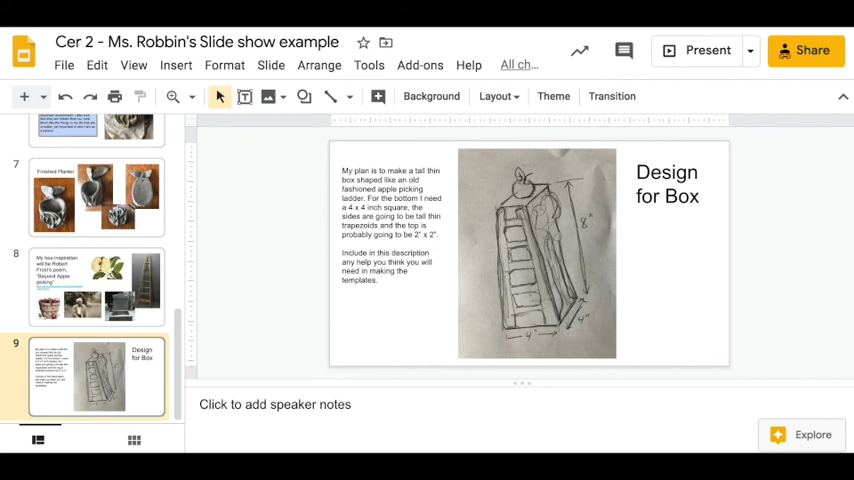 Cer 2 - Ms. Robbin's Slide show example
File Edit View Insert Format Slide Arrange Tools Add-ons Help All ch...
Present
Share
Background Layout Theme Transition
7
Finished Planter
8
My box inspiration
will be Robert
Frost's poem,
"Beyond Apple
picking"
9
Design
for Box
My plan is to make a tall thin
box shaped like an old
fashioned apple picking
ladder. For the bottom I need
a 4 x 4 inch square, the
sides are going to be tall thin
trapezoids and the top is
probably going to be 2" x 2".
Include in this description
any help you think you will
need in making the
templates.
8"
4"
4"
Design
for Box
Click to add speaker notes
Explore